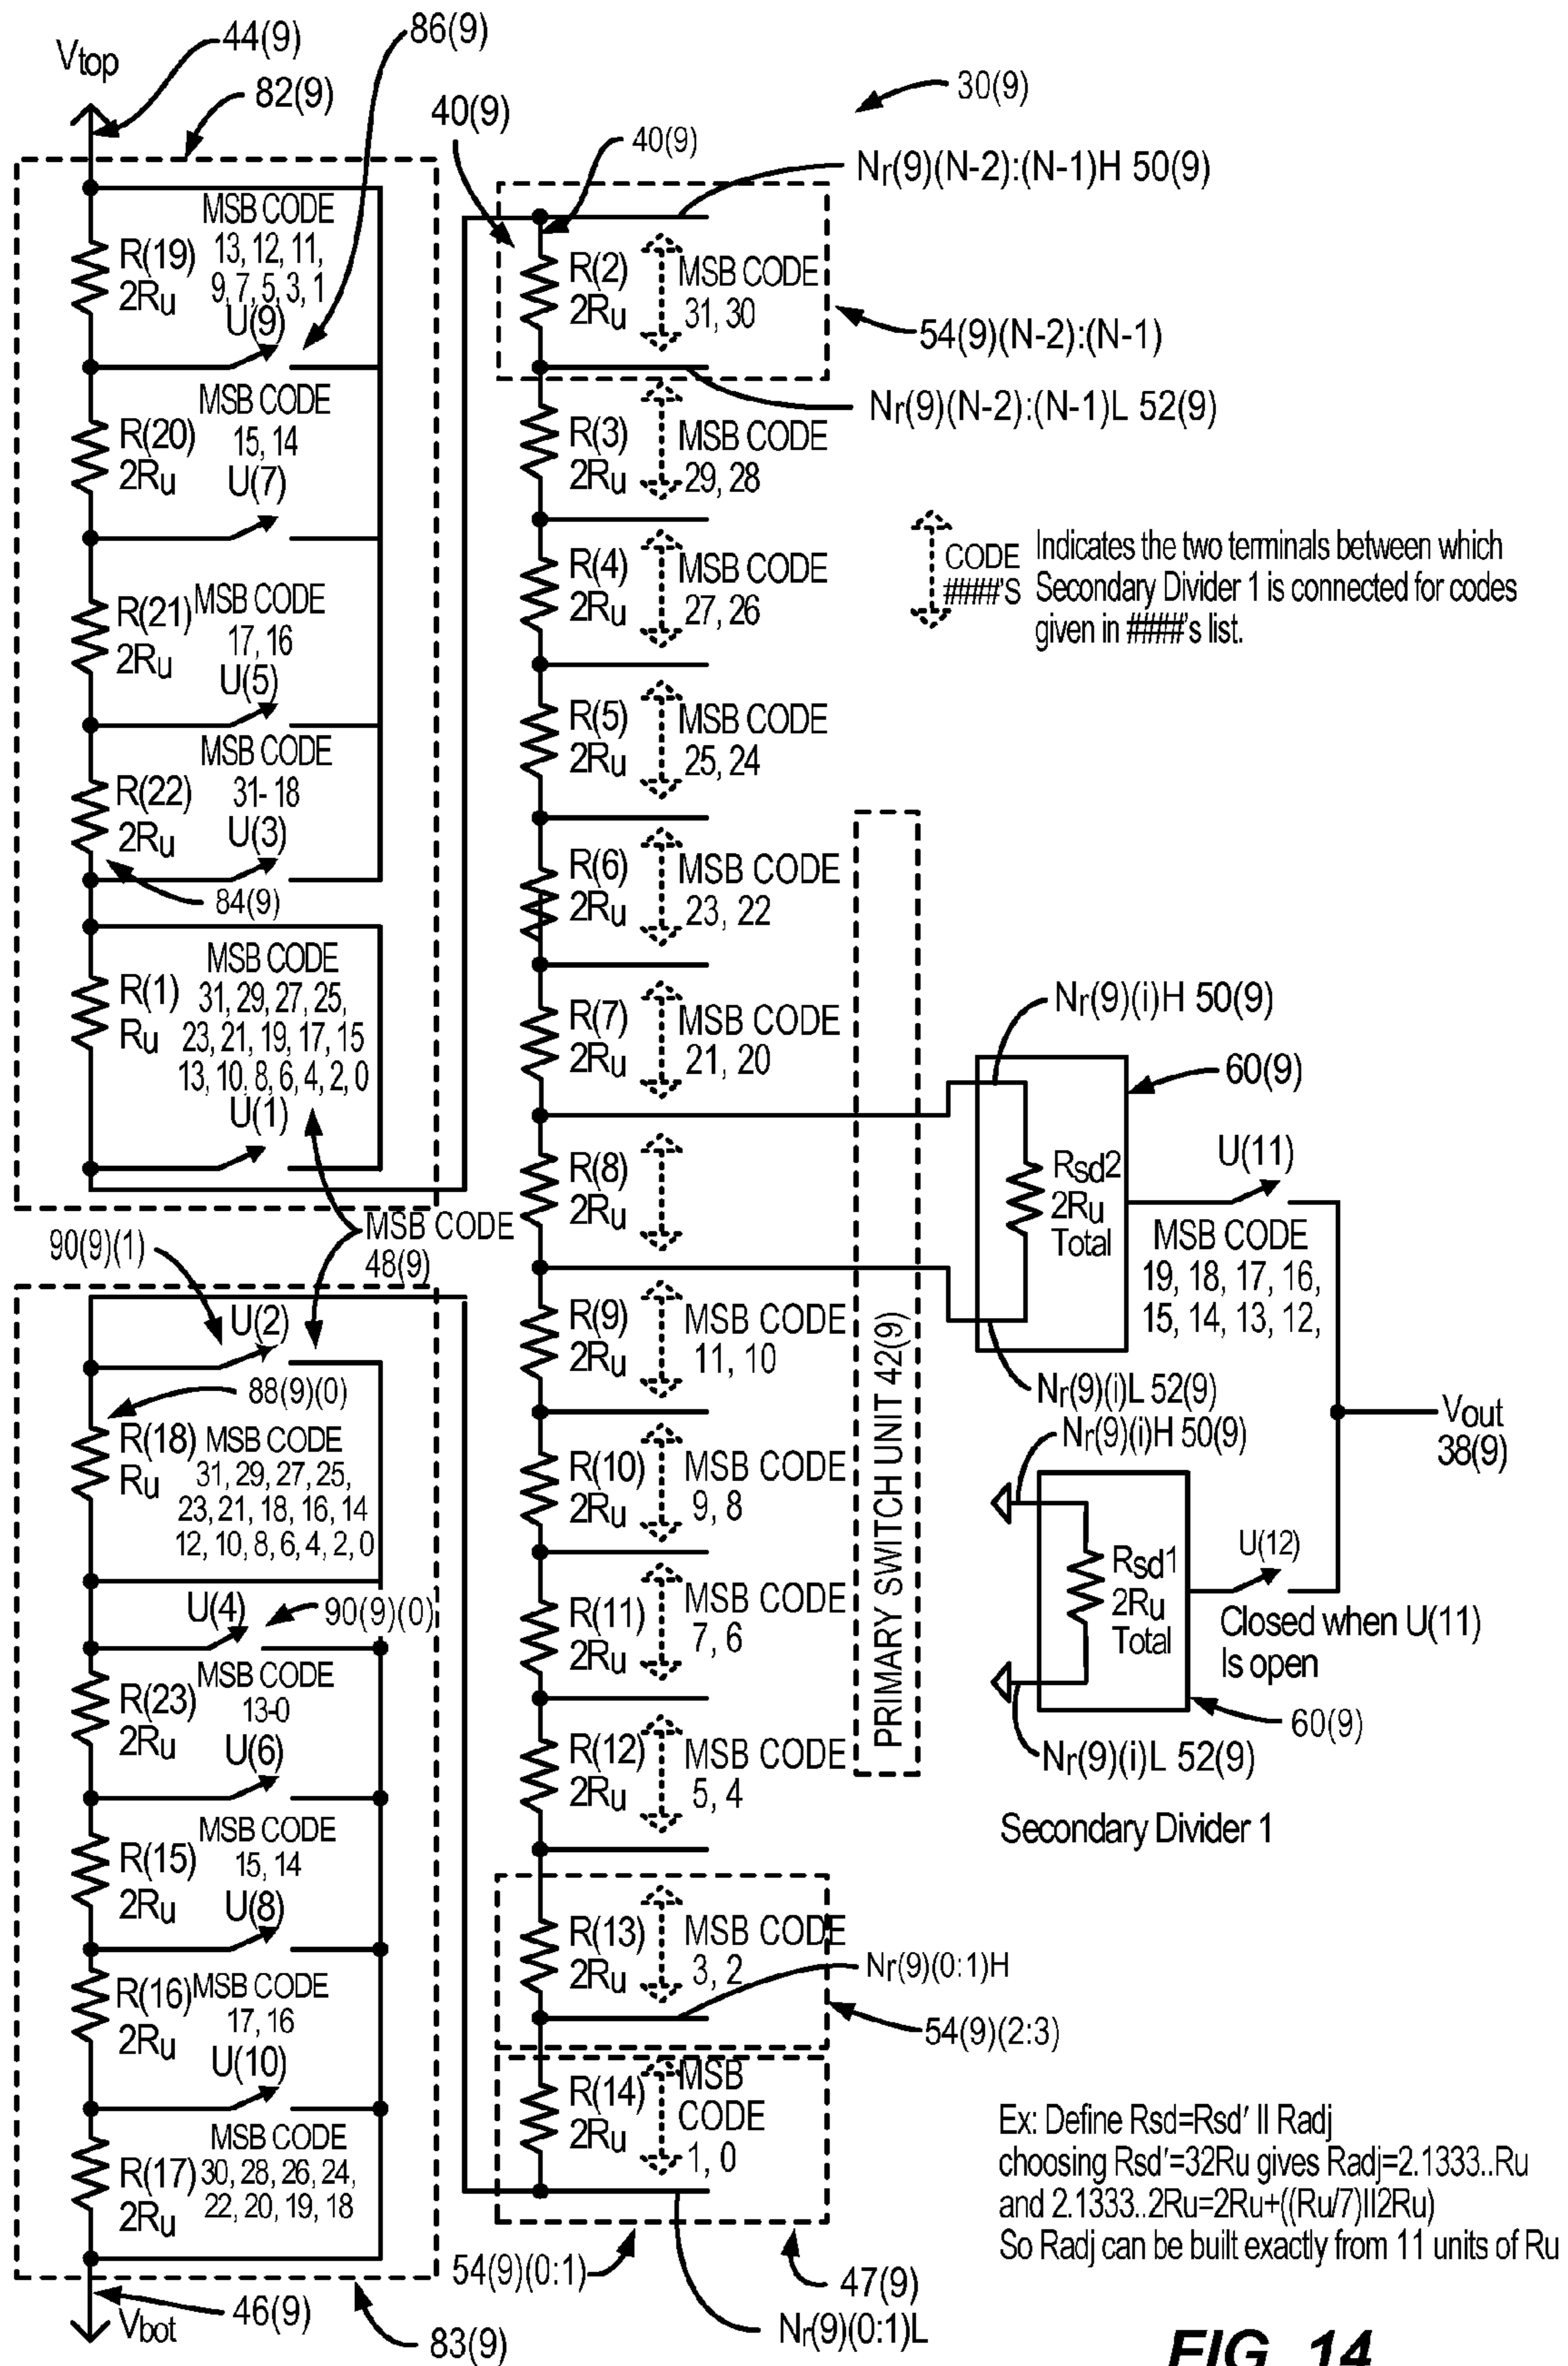 Vtop
44(9)
86(9)
82(9)
MSB CODE
13, 12, 11,
9, 7, 5, 3, 1
R(19)
2Ru
U(9)
MSB CODE
15, 14
R(20)
2Ru
U(7)
R(21)
2Ru
MSB CODE
17, 16
U(5)
MSB CODE
31- 18
R(22)
2Ru
U(3)
84(9)
MSB CODE
31, 29, 27, 25,
23, 21, 19, 17, 15
13, 10, 8, 6, 4, 2, 0
R(1)
Ru
U(1)
MSB CODE
48(9)
90(9)(1)
U(2)
88(9)(0)
R(18)
Ru
MSB CODE
31, 29, 27, 25,
23, 21, 18, 16, 14
12, 10, 8, 6, 4, 2, 0
U(4)
90(9)(0)
MSB CODE
13-0
R(23)
2Ru
U(6)
MSB CODE
15, 14
R(15)
2Ru
U(8)
R(16)
2Ru
MSB CODE
17, 16
U(10)
MSB CODE
30, 28, 26, 24,
22, 20, 19, 18
R(17)
2Ru
46(9)
Vbot
83(9)
40(9)
40(9)
30(9)
Nr(9)(N-2):(N-1)H 50(9)
R(2)
2Ru
MSB CODE
31, 30
54(9)(N-2):(N-1)
Nr(9)(N-2):(N-1)L 52(9)
R(3)
2Ru
MSB CODE
29, 28
R(4)
2Ru
MSB CODE
27, 26
R(5)
2Ru
MSB CODE
25, 24
R(6)
2Ru
MSB CODE
23, 22
R(7)
2Ru
MSB CODE
21, 20
R(8)
2Ru
R(9)
2Ru
MSB CODE
11, 10
R(10)
2Ru
MSB CODE
9, 8
R(11)
2Ru
MSB CODE
7, 6
R(12)
2Ru
MSB CODE
5, 4
R(13)
2Ru
MSB CODE
3, 2
Nr(9)(0:1)H
54(9)(2:3)
R(14)
2Ru
MSB
CODE
1, 0
54(9)(0:1)
47(9)
Nr(9)(0:1)L
CODE
####'S
Indicates the two terminals between which
Secondary Divider 1 is connected for codes
given in ####'s list.
PRIMARY SWITCH UNIT 42(9)
Nr(9)(i)H 50(9)
60(9)
Rsd2
2Ru
Total
U(11)
MSB CODE
19, 18, 17, 16,
15, 14, 13, 12,
Nr(9)(i)L 52(9)
Nr(9)(i)H 50(9)
Vout
38(9)
Rsd1
2Ru
Total
U(12)
Closed when U(11)
Is open
60(9)
Nr(9)(i)L 52(9)
Secondary Divider 1
Ex: Define Rsd=Rsd' II Radj
choosing Rsd'=32Ru gives Radj=2.1333..Ru
and 2.1333..2Ru=2Ru+((Ru/7)II2Ru)
So Radj can be built exactly from 11 units of Ru
FIG. 14